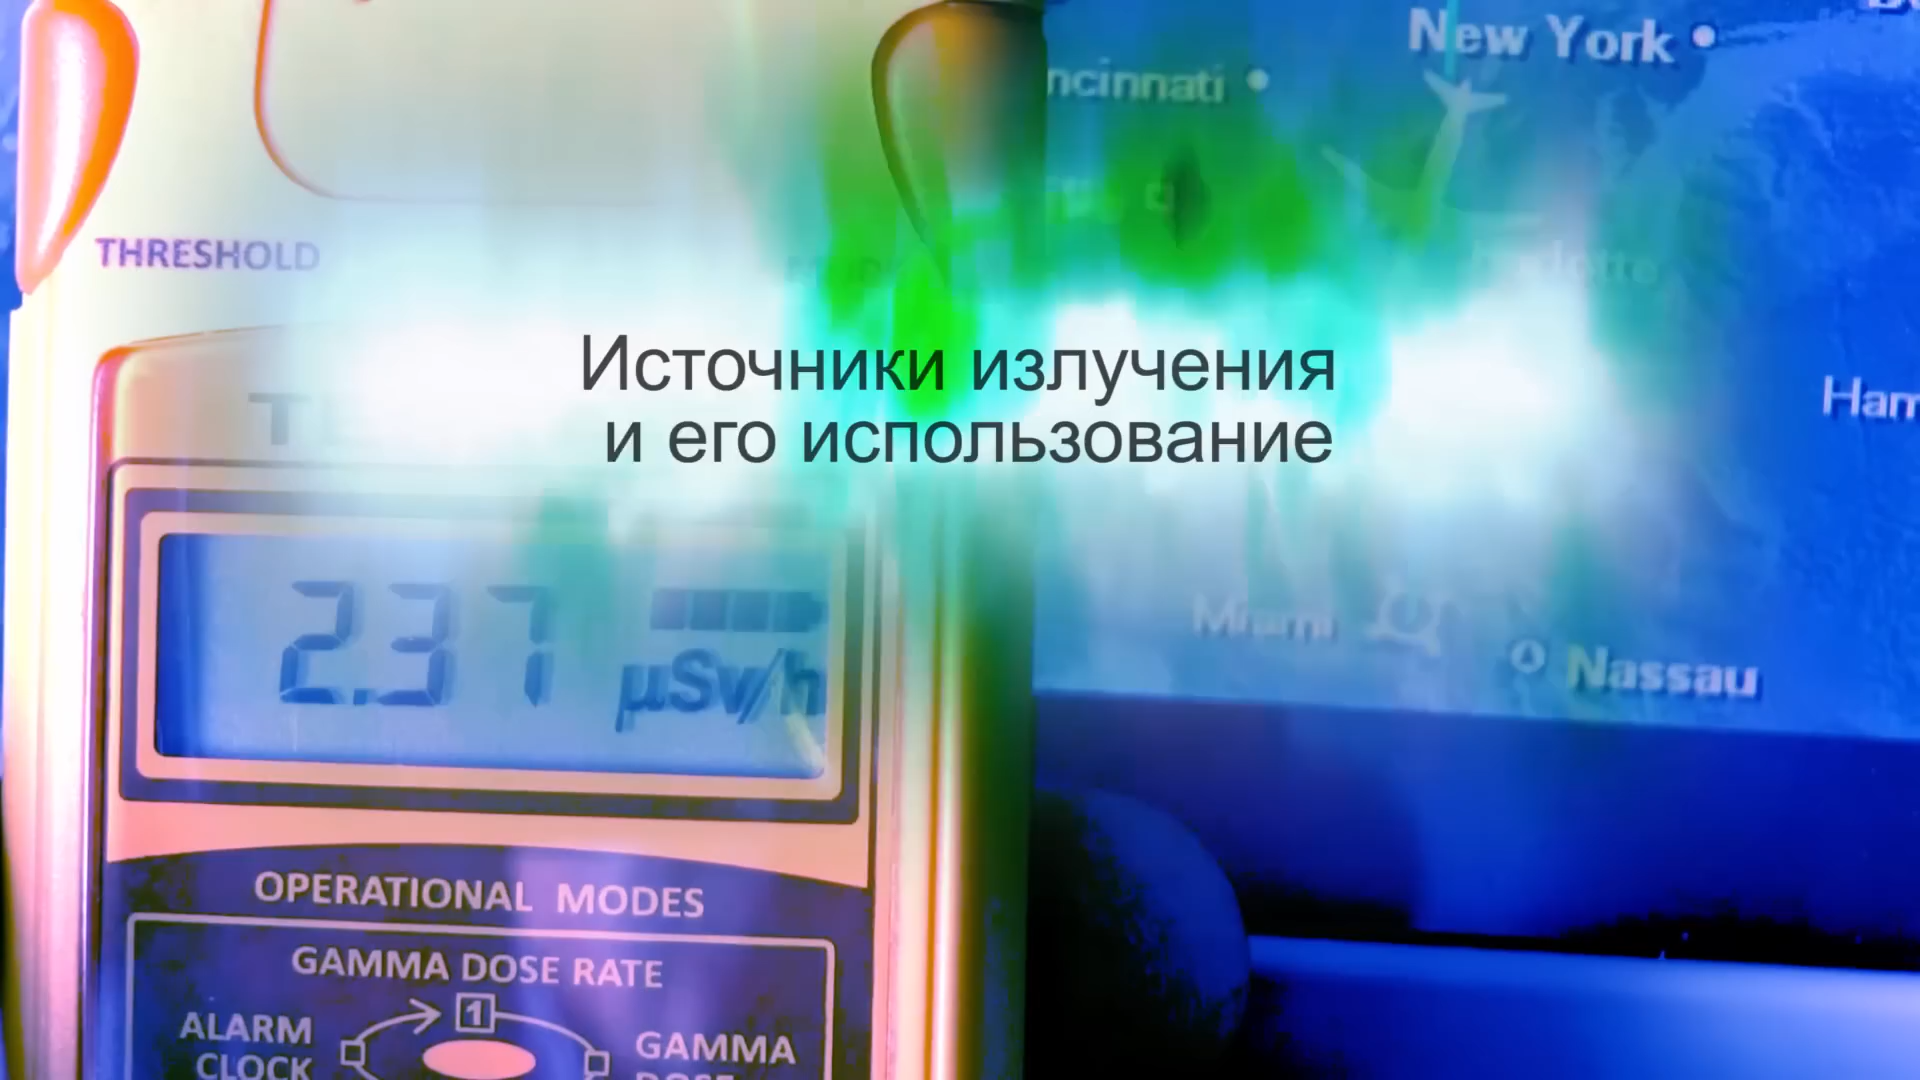 New York
THRESHOLD
Источники излучения
и его использование
2.37
µSv/h
Miami
Nassau
OPERATIONAL MODES
GAMMA DOSE RATE
1
ALARM
CLOCK
GAMMA